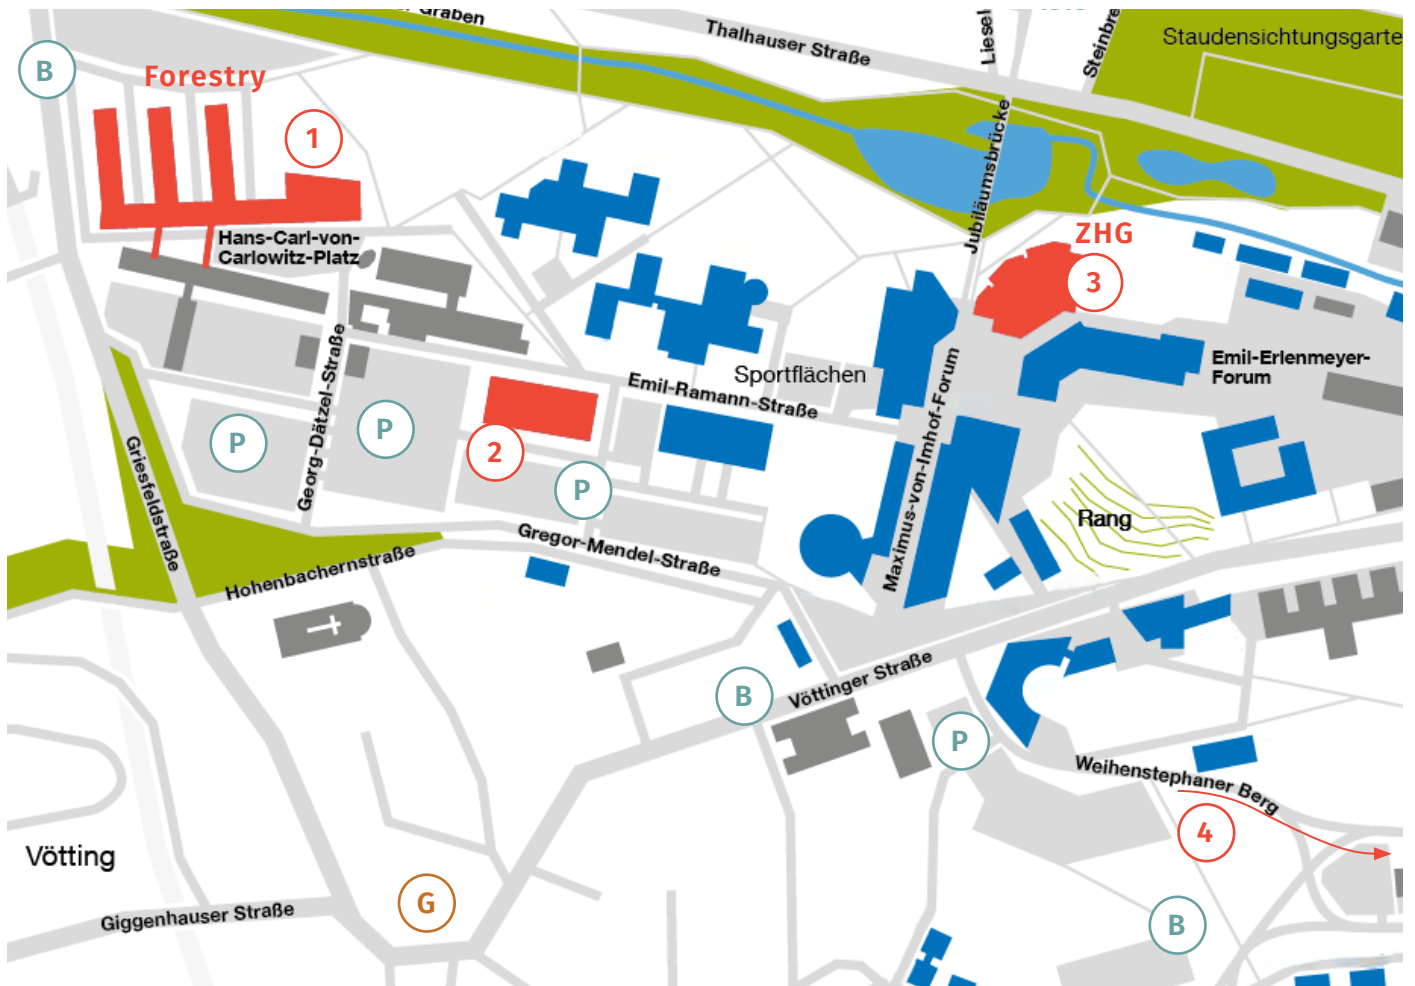 Graben
Thalhauser Straße
Liesel
Steinbre
Staudensichtungsgarte
B
Forestry
1
Jubiläumsbrücke
ZHG
3
Hans-Carl-von-
Carlowitz-Platz
Emil-Erlenmeyer-
Forum
Sportflächen
Emil-Ramann-Straße
Georg-Dätzel-Straße
Maximus-von-Imhof-Forum
P
P
2
P
Griesfeldstraße
Rang
Gregor-Mendel-Straße
Hohenbachernstraße
Vöttinger Straße
B
P
Weihenstephaner Berg
4
Vötting
G
Giggenhauser Straße
B